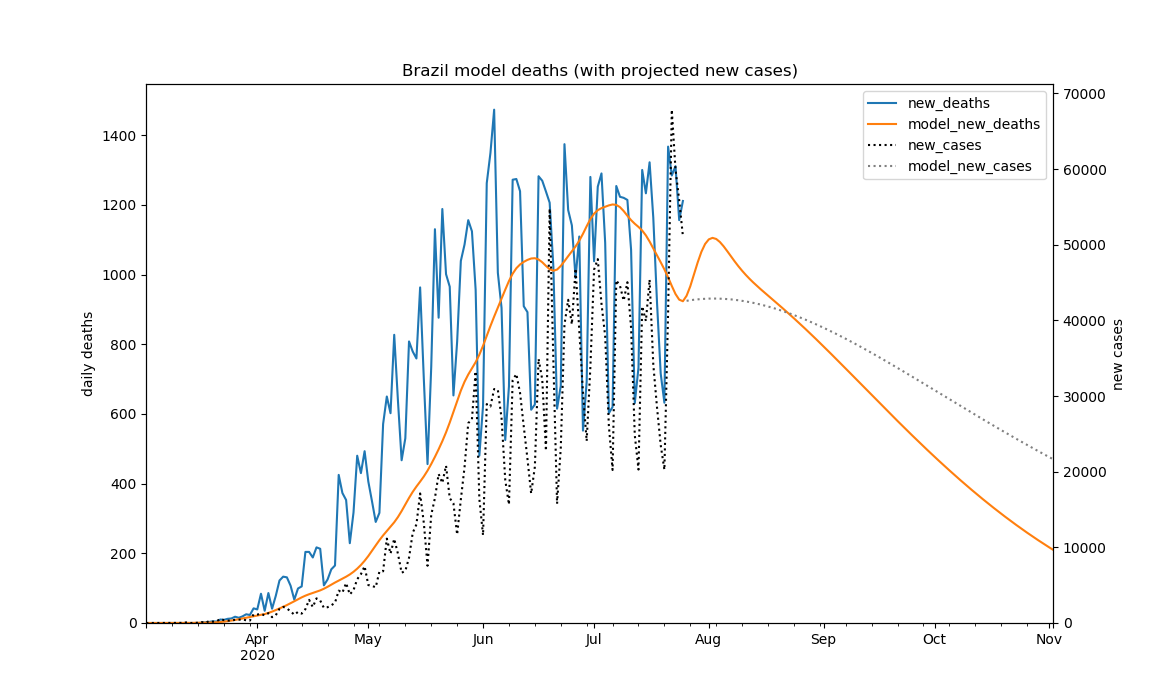 Brazil model deaths (with projected new cases)
new_deaths
model_new_deaths
new_cases
model_new_cases
daily deaths
1400
1200
1000
800
600
400
200
0
new cases
70000
60000
50000
40000
30000
20000
10000
0
Apr May Jun Jul Aug Sep Oct Nov
2020